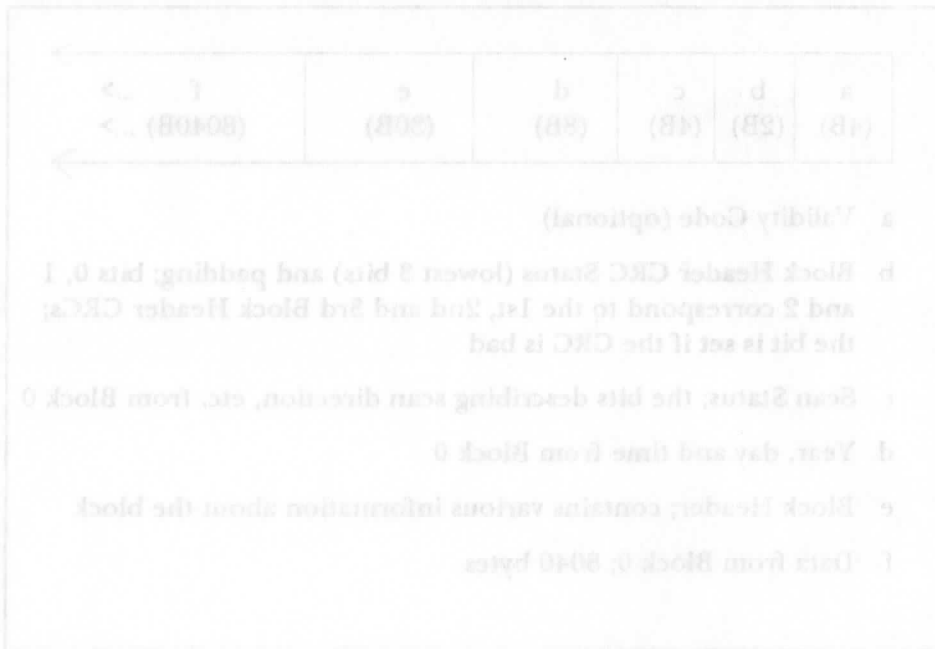 a b c d e f ..>
(4B) (2B) (4B) (8B) (30B) (8040B) ..>
a Validity Code (optional)
b Block Header CRC Status (lowest 3 bits) and padding; bits 0, 1
and 2 correspond to the 1st, 2nd and 3rd Block Header CRCs;
the bit is set if the CRC is bad
c Scan Status; the bits describing scan direction, etc. from Block 0
d Year, day and time from Block 0
e Block Header; contains various information about the block
f Data from Block 0; 8040 bytes